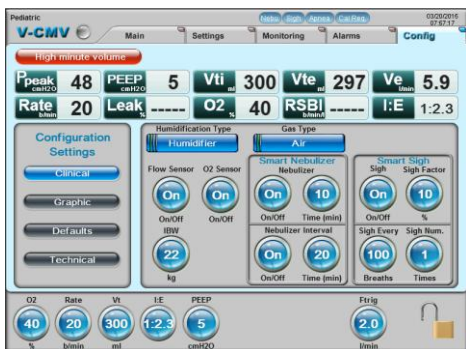 Pediatric
Nebs Sigh Apnea Cal Req.
03/20/2016
07:57:17
V-CMV Main Settings Monitoring Alarms Config
High minute volume
Ppeak cmH2O 48 PEEP cmH2O 5 Vti ml 300 Vte ml 297 Ve l/min 5.9
Rate b/min 20 Leak % ----- O2 % 40 RSBI b/min/l ----- I:E 1:2.3
Configuration
Settings
Clinical
Graphic
Defaults
Technical
Humidification Type Gas Type
Humidifier Air
Flow Sensor O2 Sensor
On On
On/Off On/Off
IBW
22
kg
Smart Nebulizer
Nebulizer
On 10
On/Off Time (min)
Nebulizer Interval
On 20
On/Off Time (min)
Smart Sigh
Sigh Sigh Factor
On 10
On/Off %
Sigh Every Sigh Num.
100 1
Breaths Times
O2 Rate Vt I:E PEEP Ftrig
40 20 300 1:2.3 5 2.0
% b/min ml cmH2O l/min